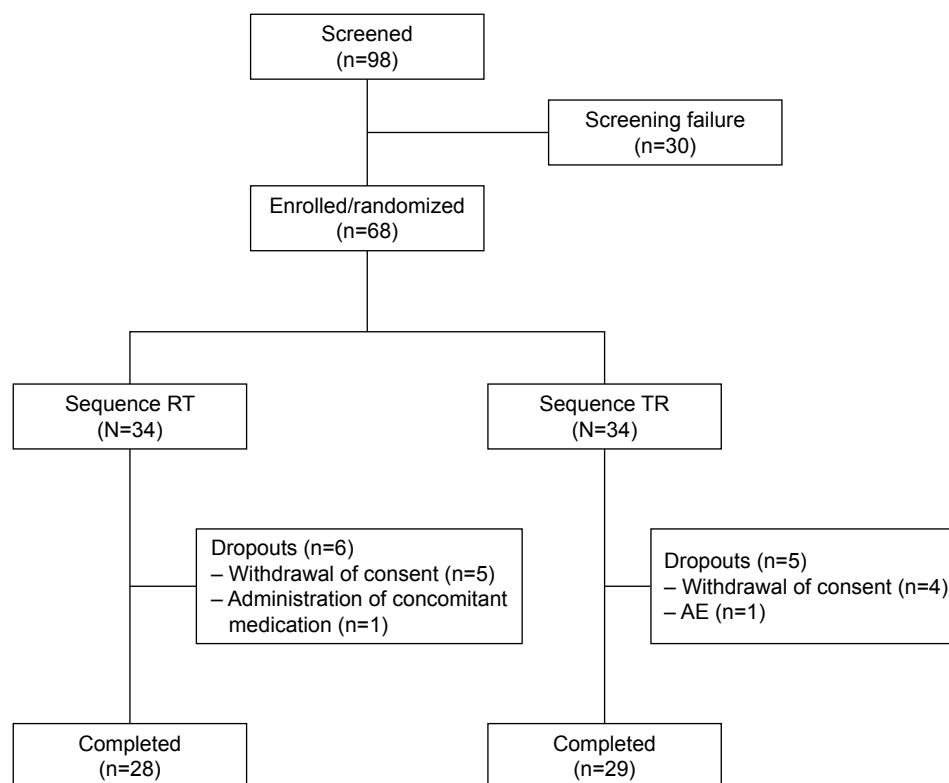 Screened
(n=98)
Screening failure
(n=30)
Enrolled/randomized
(n=68)
Sequence RT
(N=34)
Sequence TR
(N=34)
Dropouts (n=6)
– Withdrawal of consent (n=5)
– Administration of concomitant
medication (n=1)
Dropouts (n=5)
– Withdrawal of consent (n=4)
– AE (n=1)
Completed
(n=28)
Completed
(n=29)